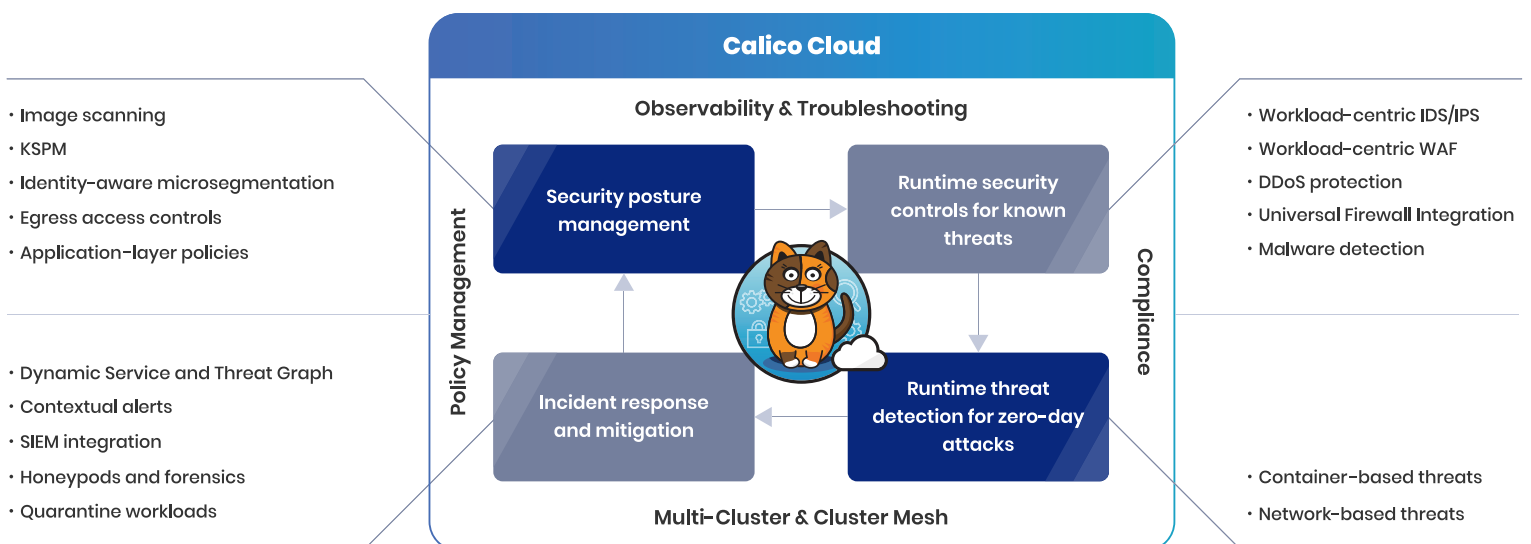 Calico Cloud
Observability & Troubleshooting
· Image scanning
· KSPM
· Identity-aware microsegmentation
· Egress access controls
· Application-layer policies
Policy Management
Security posture
management
Runtime security
controls for known
threats
Compliance
· Workload-centric IDS/IPS
· Workload-centric WAF
· DDoS protection
· Universal Firewall Integration
· Malware detection
· Dynamic Service and Threat Graph
· Contextual alerts
· SIEM integration
· Honeypods and forensics
· Quarantine workloads
Incident response
and mitigation
Runtime threat
detection for zero-day
attacks
· Container-based threats
· Network-based threats
Multi-Cluster & Cluster Mesh